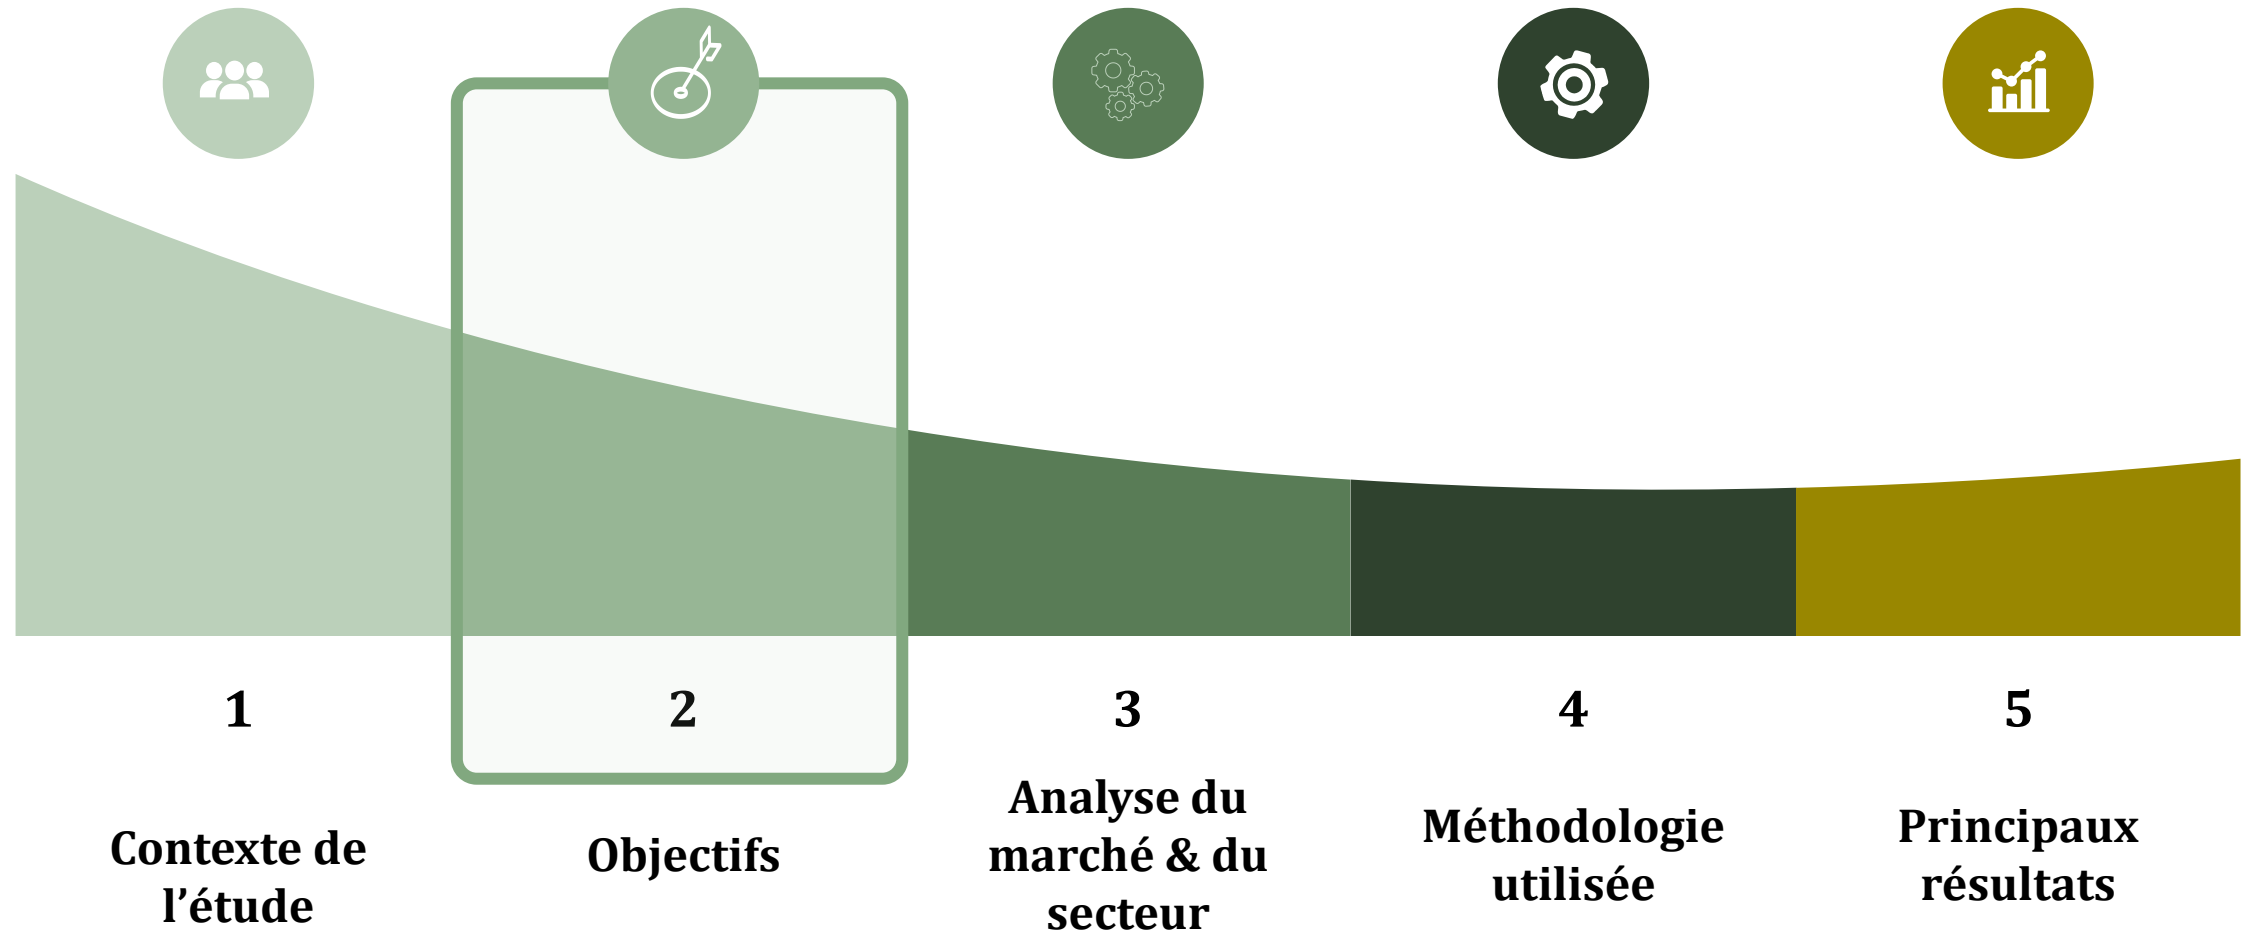 1
Contexte de
l’étude
2
Objectifs
3
Analyse du
marché & du
secteur
4
Méthodologie
utilisée
5
Principaux
résultats